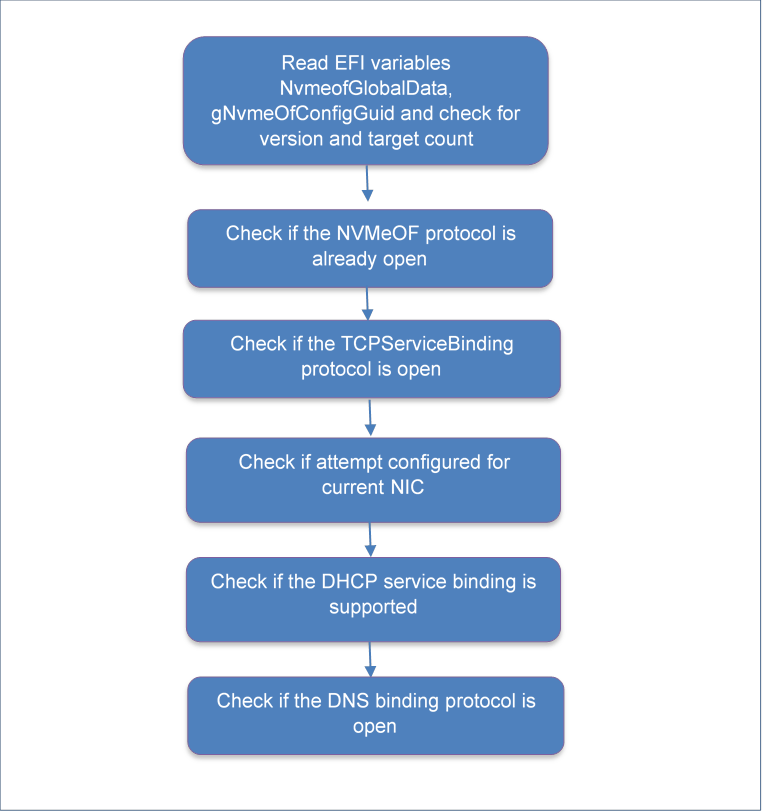 Read EFI variables
NvmeofGlobalData,
gNvmeOfConfigGuid and check for
version and target count
Check if the NVMeOF protocol is
already open
Check if the TCPServiceBinding
protocol is open
Check if attempt configured for
current NIC
Check if the DHCP service binding is
supported
Check if the DNS binding protocol is
open